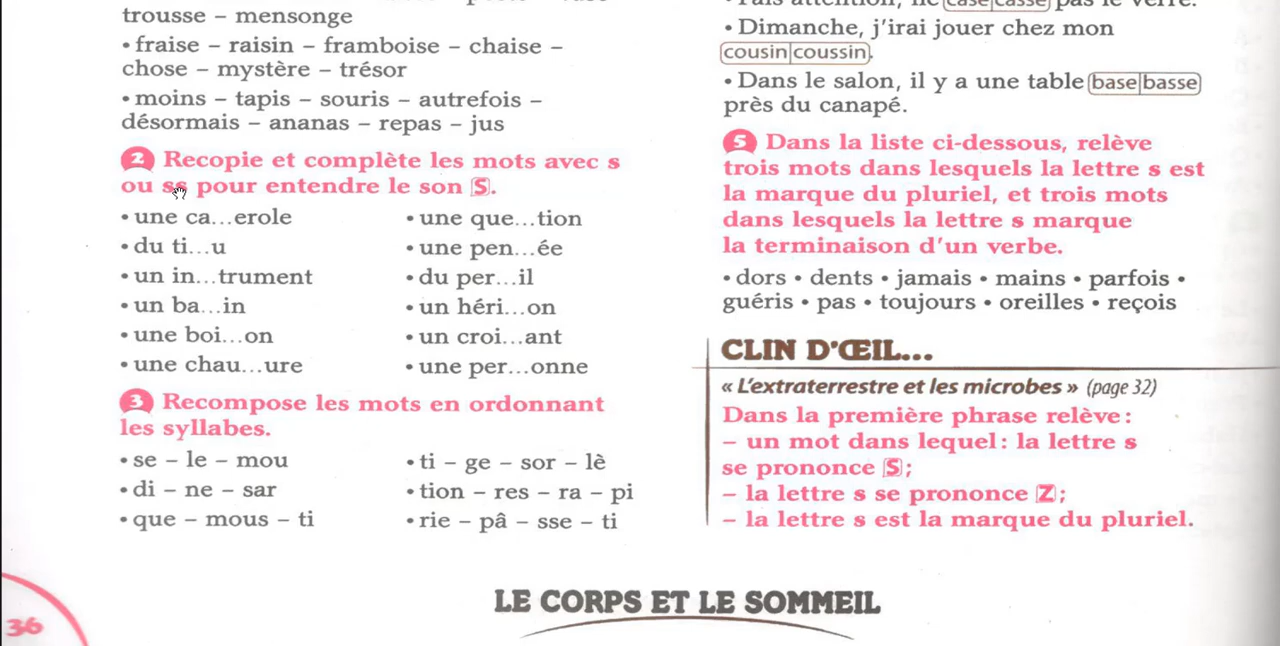 trousse – mensonge
• fraise – raisin – framboise – chaise –
chose – mystère – trésor
• moins – tapis – souris – autrefois –
désormais – ananas – repas – jus
2 Recopie et complète les mots avec s
ou ss pour entendre le son S.
• une ca...erole
• du ti...u
• un in...trument
• un ba...in
• une boi...on
• une chau...ure
• une que...tion
• une pen...ée
• du per...il
• un héri...on
• un croi...ant
• une per...onne
3 Recompose les mots en ordonnant
les syllabes.
• se – le – mou
• di – ne – sar
• que – mous – ti
• ti – ge – sor – lè
• tion – res – ra – pi
• rie – pâ – sse – ti
case|casse pas le verre.
• Dimanche, j'irai jouer chez mon
cousin|coussin.
• Dans le salon, il y a une table base|basse
près du canapé.
5 Dans la liste ci-dessous, relève
trois mots dans lesquels la lettre s est
la marque du pluriel, et trois mots
dans lesquels la lettre s marque
la terminaison d'un verbe.
• dors • dents • jamais • mains • parfois •
guéris • pas • toujours • oreilles • reçois
CLIN D'ŒIL...
« L'extraterrestre et les microbes » (page 32)
Dans la première phrase relève :
– un mot dans lequel : la lettre s
se prononce S ;
– la lettre s se prononce Z ;
– la lettre s est la marque du pluriel.
LE CORPS ET LE SOMMEIL
36